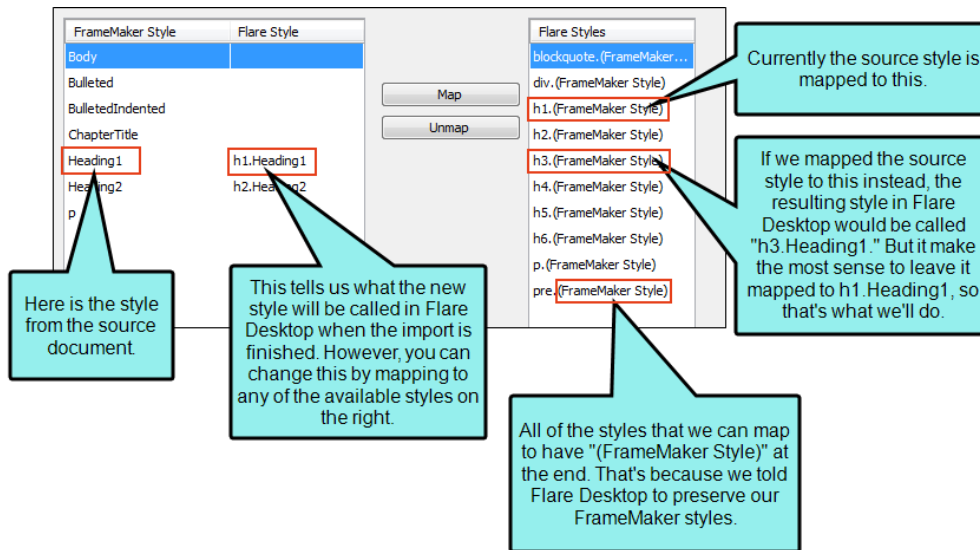 FrameMaker Style Flare Style
Body
Bulleted
BulletedIndented
ChapterTitle
Heading1 h1.Heading1
Heading2 h2.Heading2
p
Map
Unmap
Flare Styles
blockquote.(FrameMaker...
div.(FrameMaker Style)
h1.(FrameMaker Style)
h2.(FrameMaker Style)
h3.(FrameMaker Style)
h4.(FrameMaker Style)
h5.(FrameMaker Style)
h6.(FrameMaker Style)
p.(FrameMaker Style)
pre.(FrameMaker Style)
Currently the source style is
mapped to this.
If we mapped the source
style to this instead, the
resulting style in Flare
Desktop would be called
"h3.Heading1." But it make
the most sense to leave it
mapped to h1.Heading1, so
that's what we'll do.
Here is the style
from the source
document.
This tells us what the new
style will be called in Flare
Desktop when the import is
finished. However, you can
change this by mapping to
any of the available styles on
the right.
All of the styles that we can map
to have "(FrameMaker Style)" at
the end. That's because we told
Flare Desktop to preserve our
FrameMaker styles.